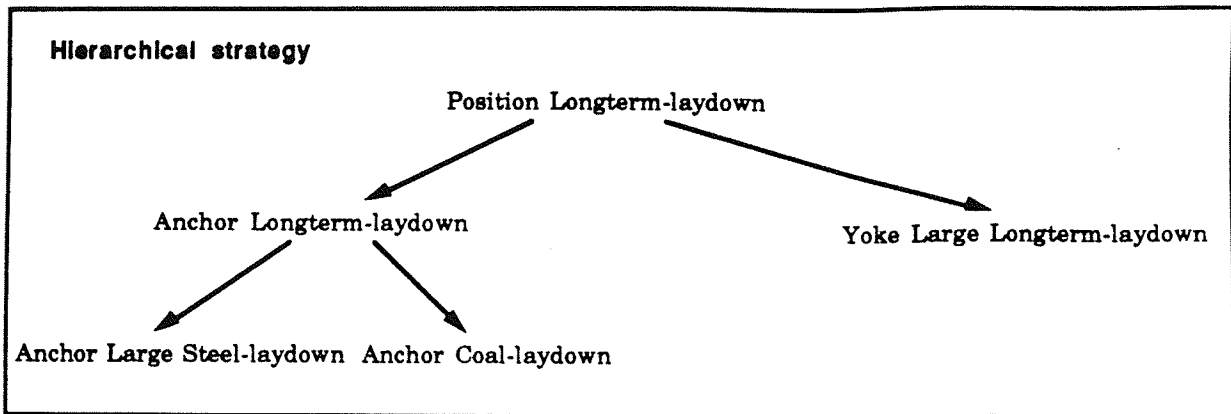 Hierarchical strategy
Position Longterm-laydown
Anchor Longterm-laydown
Yoke Large Longterm-laydown
Anchor Large Steel-laydown Anchor Coal-laydown